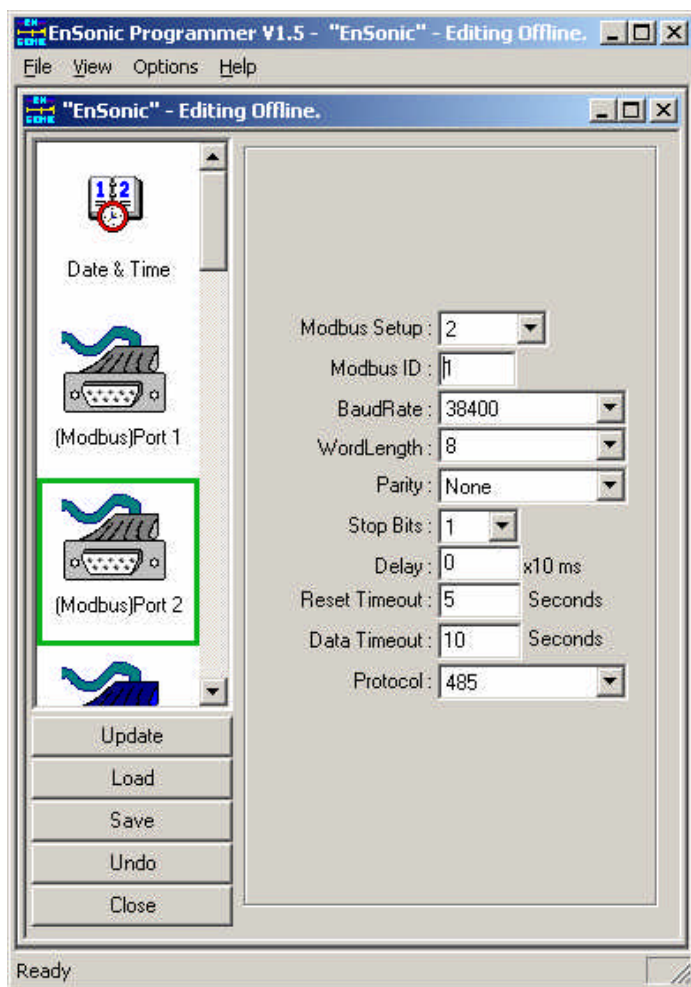 EnSonic Programmer V1.5 - "EnSonic" - Editing Offline.
File View Options Help
"EnSonic" - Editing Offline.
1 2
Date & Time
(Modbus)Port 1
(Modbus)Port 2
Update
Load
Save
Undo
Close
Modbus Setup : 2
Modbus ID : 1
BaudRate : 38400
WordLength : 8
Parity : None
Stop Bits : 1
Delay : 0 x10 ms
Reset Timeout : 5 Seconds
Data Timeout : 10 Seconds
Protocol : 485
Ready